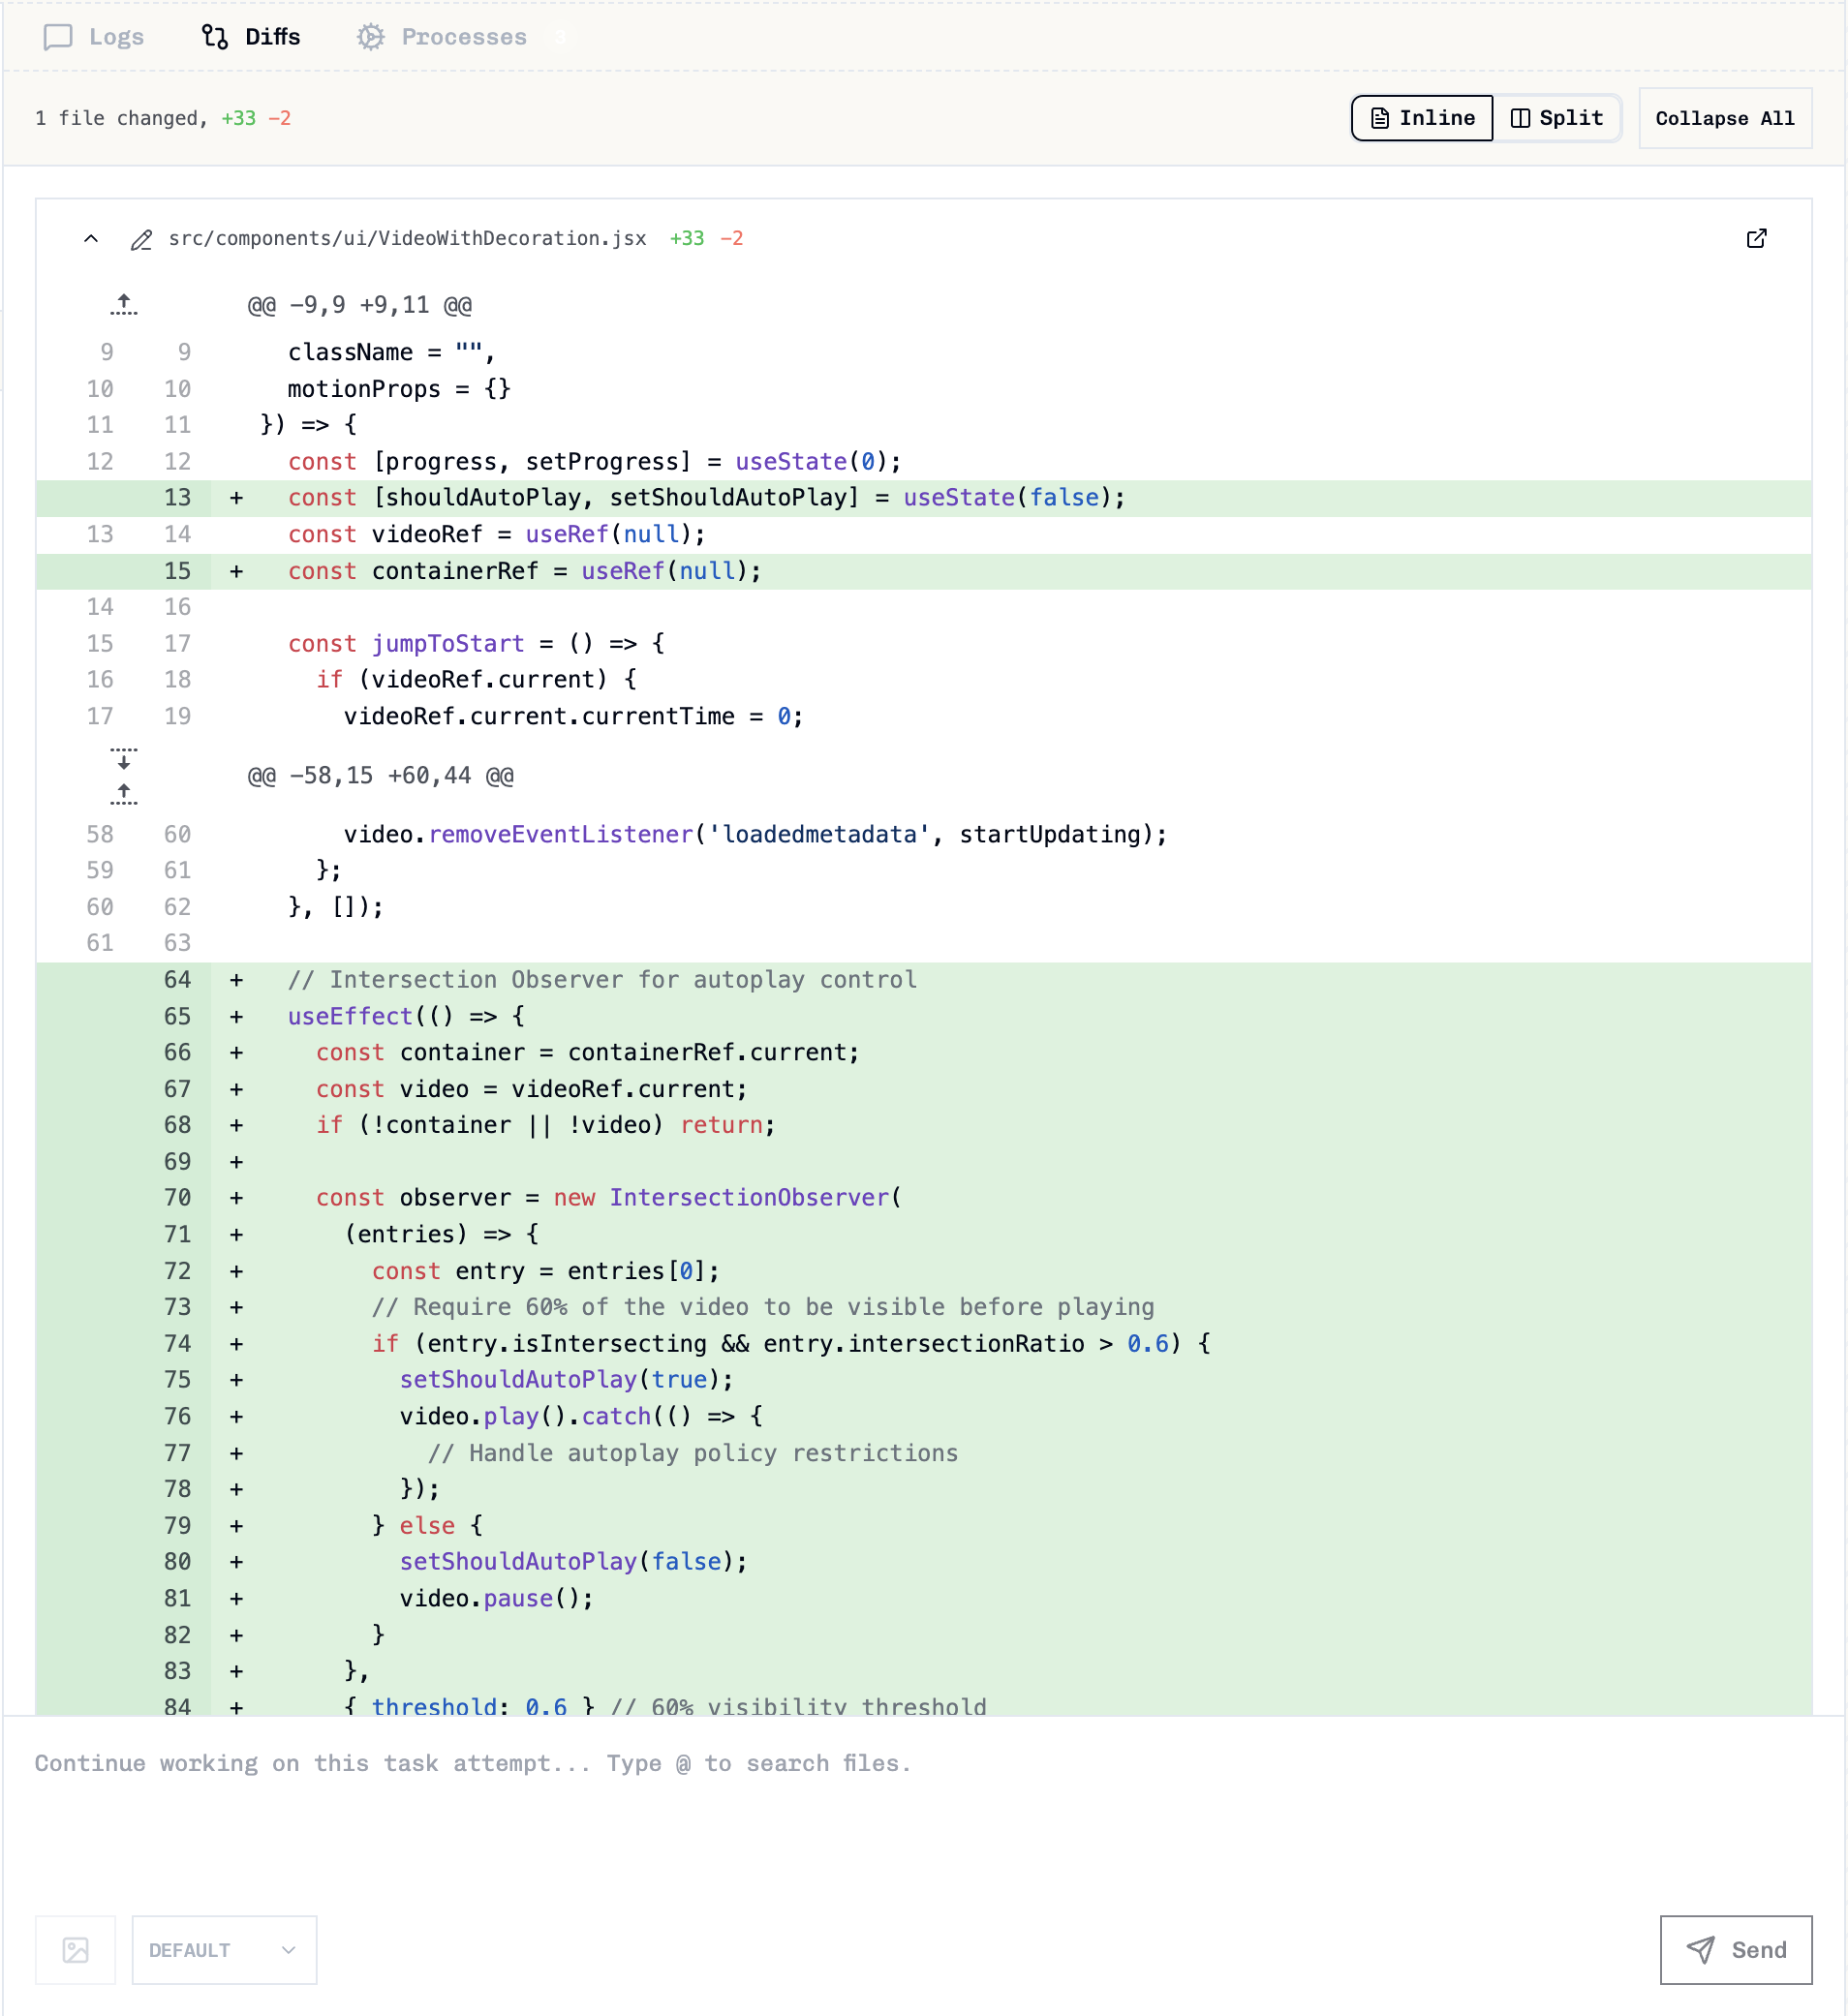 Logs Diffs Processes 3
1 file changed, +33 -2 Inline Split Collapse All
src/components/ui/VideoWithDecoration.jsx +33 -2
@@ -9,9 +9,11 @@
9 9 className = "",
10 10 motionProps = {}
11 11 }) => {
12 12 const [progress, setProgress] = useState(0);
13 + const [shouldAutoPlay, setShouldAutoPlay] = useState(false);
13 14 const videoRef = useRef(null);
15 + const containerRef = useRef(null);
14 16
15 17 const jumpToStart = () => {
16 18 if (videoRef.current) {
17 19 videoRef.current.currentTime = 0;
@@ -58,15 +60,44 @@
58 60 video.removeEventListener('loadedmetadata', startUpdating);
59 61 };
60 62 }, []);
61 63
64 + // Intersection Observer for autoplay control
65 + useEffect(() => {
66 + const container = containerRef.current;
67 + const video = videoRef.current;
68 + if (!container || !video) return;
69 +
70 + const observer = new IntersectionObserver(
71 + (entries) => {
72 + const entry = entries[0];
73 + // Require 60% of the video to be visible before playing
74 + if (entry.isIntersecting && entry.intersectionRatio > 0.6) {
75 + setShouldAutoPlay(true);
76 + video.play().catch(() => {
77 + // Handle autoplay policy restrictions
78 + });
79 + } else {
80 + setShouldAutoPlay(false);
81 + video.pause();
82 + }
83 + },
84 + { threshold: 0.6 } // 60% visibility threshold
Continue working on this task attempt... Type @ to search files.
DEFAULT Send